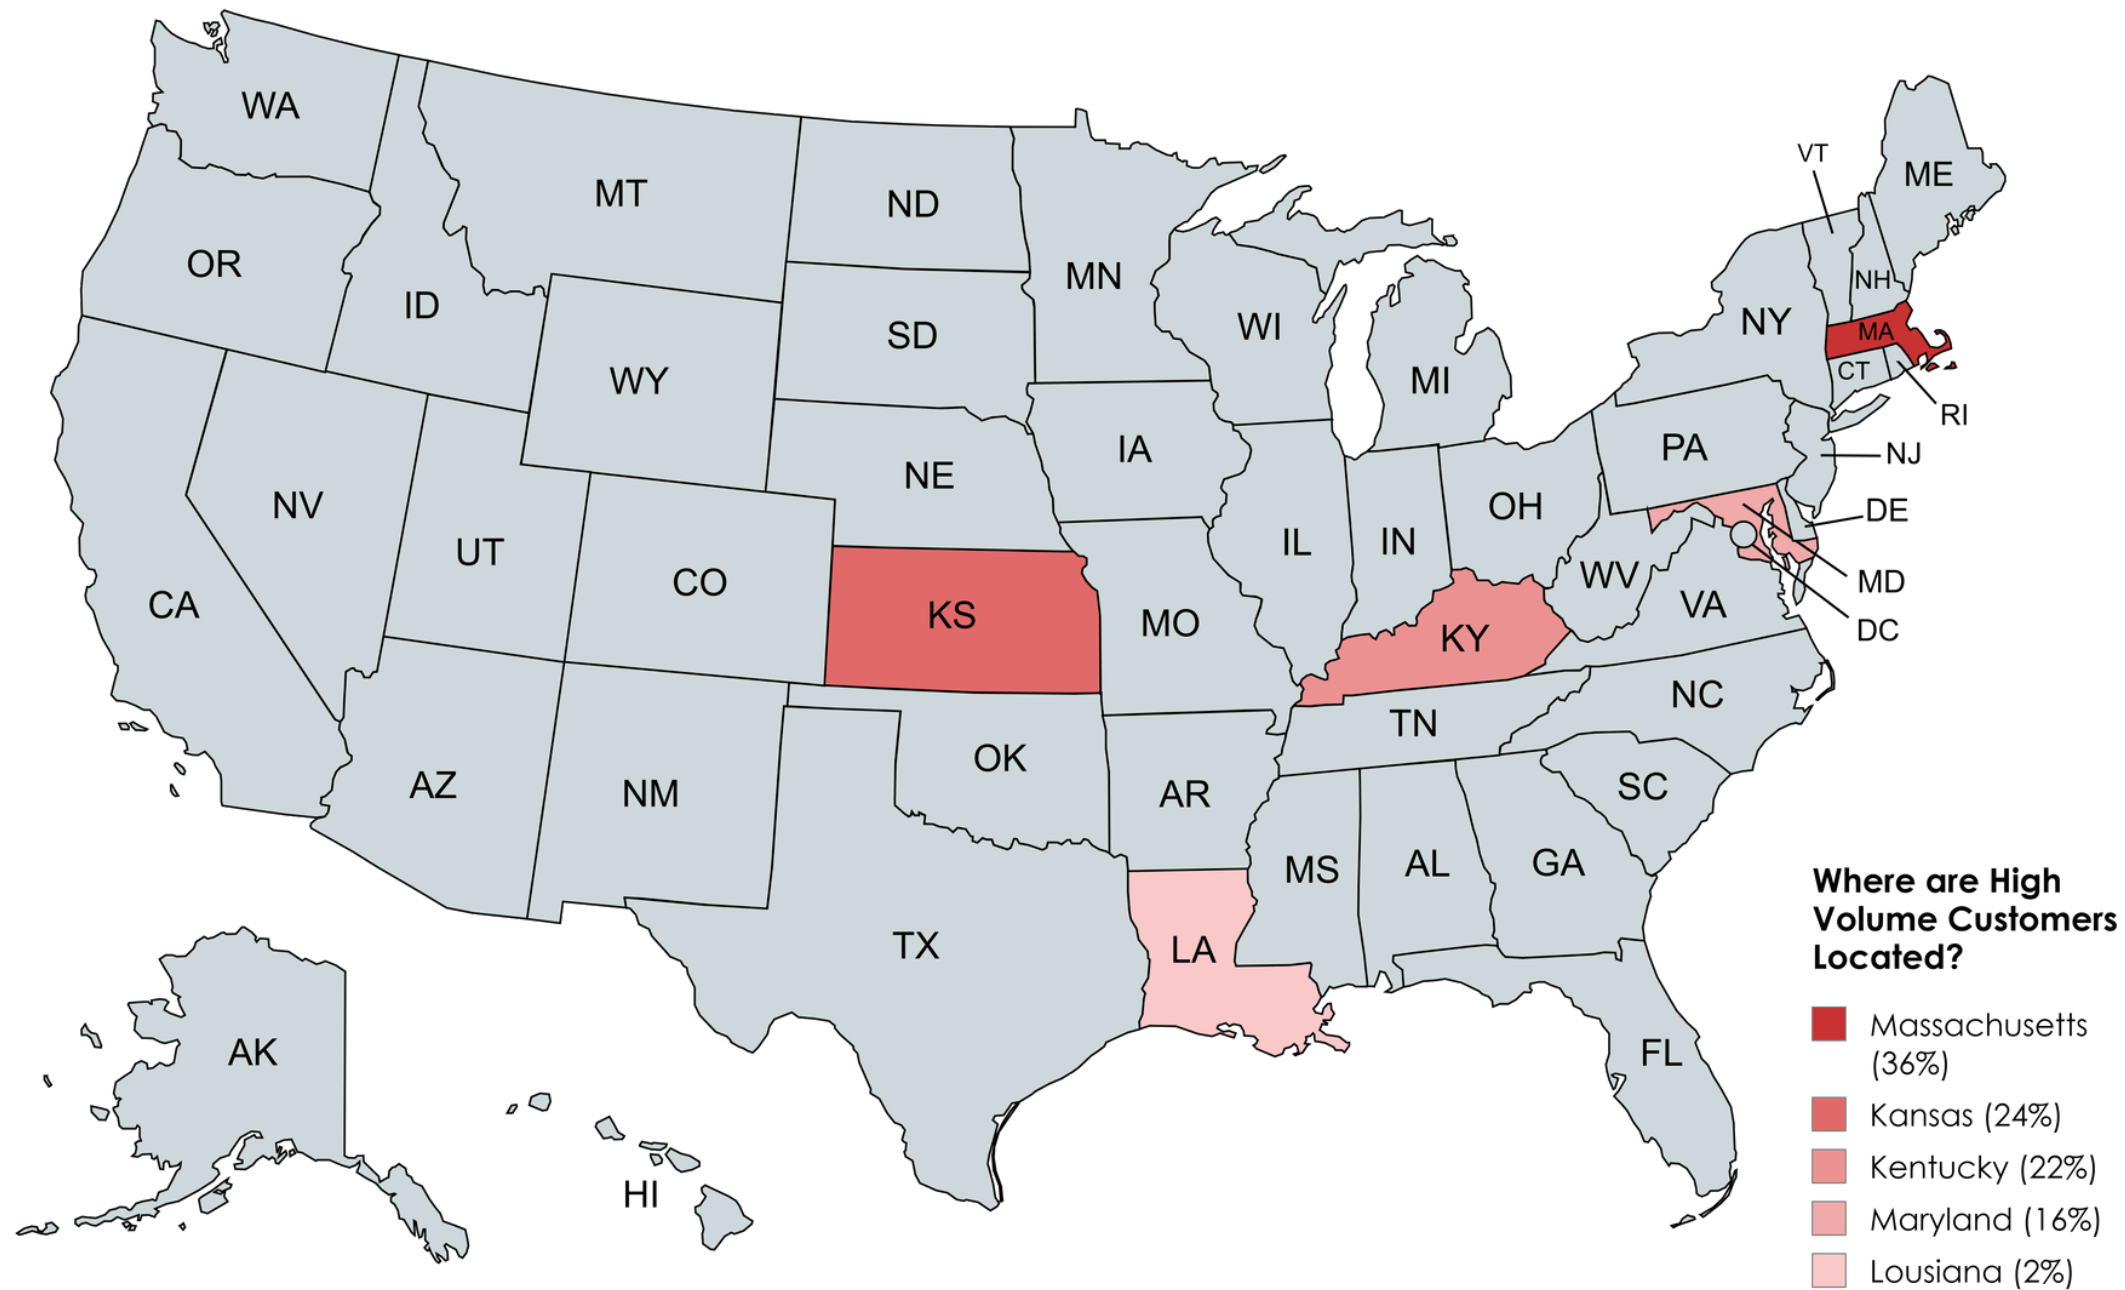 WA
MT
ND
MN
VT
ME
OR
ID
SD
WI
NH
NY
MA
WY
MI
CT
RI
IA
PA
NJ
NE
NV
OH
DE
UT
IL
IN
CO
WV
MD
CA
KS
MO
KY
VA
DC
NC
TN
OK
AZ
NM
AR
SC
MS
AL
GA
TX
LA
AK
FL
HI
Where are High
Volume Customers
Located?
Massachusetts
(36%)
Kansas (24%)
Kentucky (22%)
Maryland (16%)
Lousiana (2%)